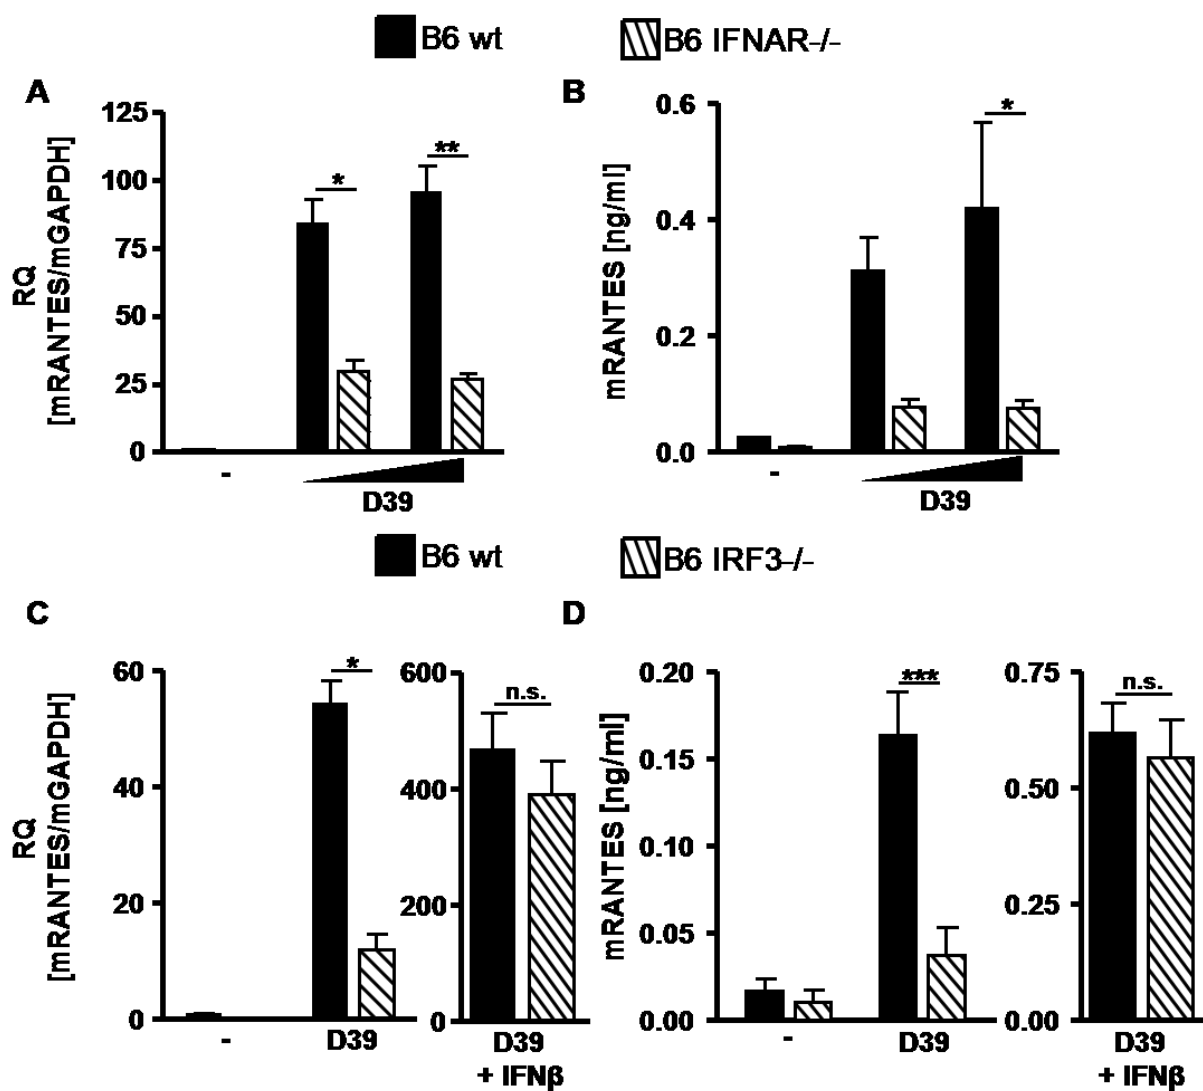 B6 wt
B6 IFNAR-/-
A
RQ
[mRANTES/mGAPDH]
125
100
75
50
25
0
*
**
-
D39
B
mRANTES [ng/ml]
0.6
0.4
0.2
0.0
*
-
D39
B6 wt
B6 IRF3-/-
C
RQ
[mRANTES/mGAPDH]
60
40
20
0
*
-
D39
600
400
200
0
n.s.
D39
+ IFNβ
D
mRANTES [ng/ml]
0.20
0.15
0.10
0.05
0.00
***
-
D39
0.75
0.50
0.25
0.00
n.s.
D39
+ IFNβ